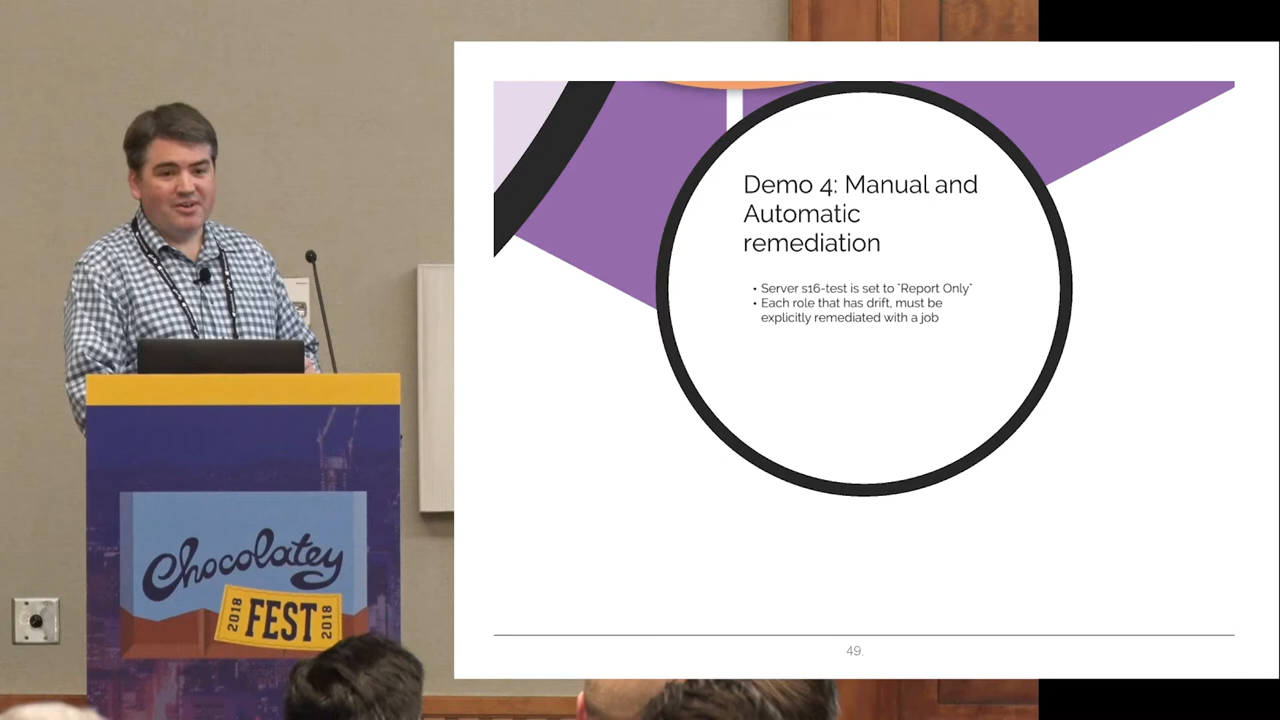 Demo 4: Manual and
Automatic
remediation
• Server s16-test is set to "Report Only"
• Each role that has drift, must be
explicitly remediated with a job
49.
Chocolatey
2018 FEST 2018